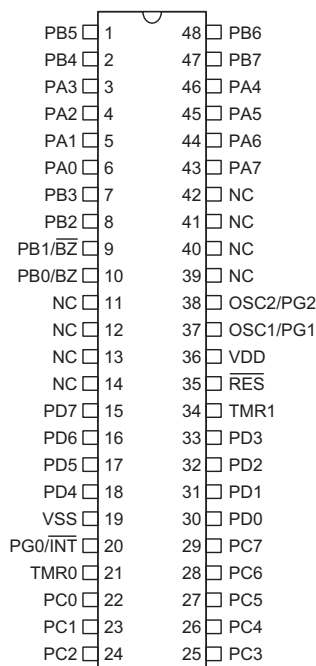 PB5 1 48 PB6
PB4 2 47 PB7
PA3 3 46 PA4
PA2 4 45 PA5
PA1 5 44 PA6
PA0 6 43 PA7
PB3 7 42 NC
PB2 8 41 NC
PB1/B̅Z̅ 9 40 NC
PB0/BZ 10 39 NC
NC 11 38 OSC2/PG2
NC 12 37 OSC1/PG1
NC 13 36 VDD
NC 14 35 R̅E̅S̅
PD7 15 34 TMR1
PD6 16 33 PD3
PD5 17 32 PD2
PD4 18 31 PD1
VSS 19 30 PD0
PG0/I̅N̅T̅ 20 29 PC7
TMR0 21 28 PC6
PC0 22 27 PC5
PC1 23 26 PC4
PC2 24 25 PC3